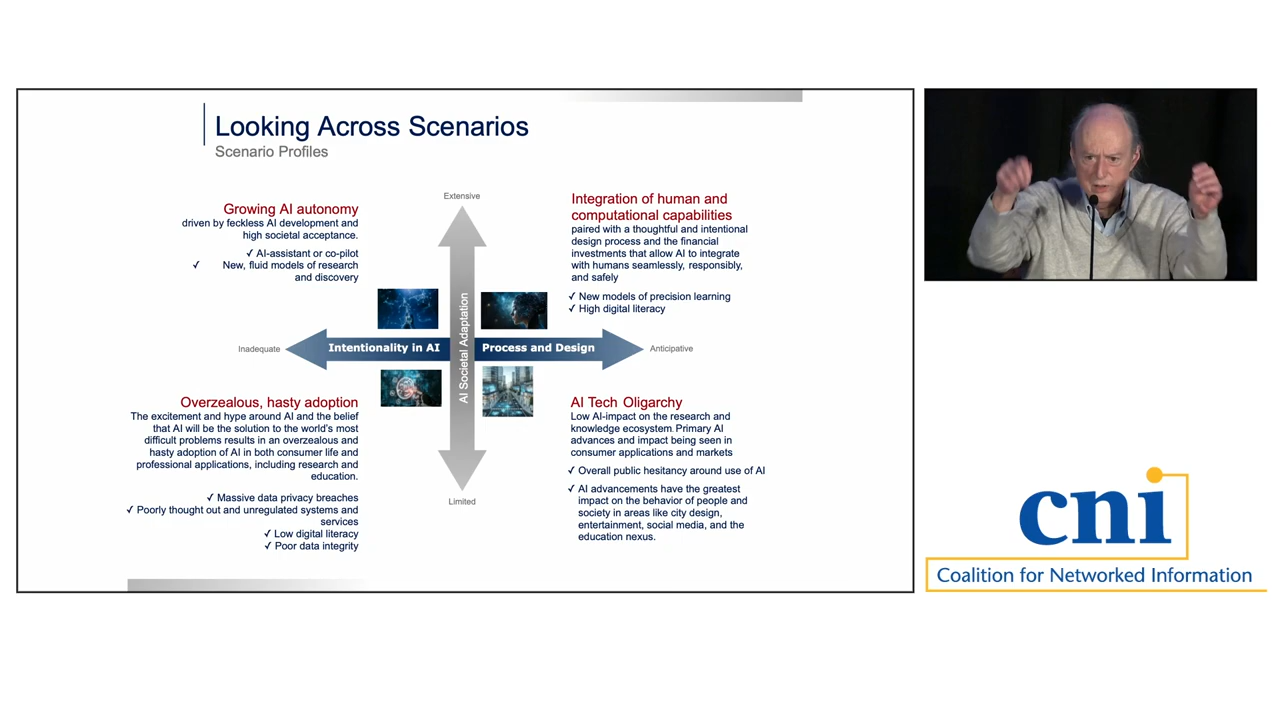 Looking Across Scenarios
Scenario Profiles
Extensive
Growing AI autonomy
driven by feckless AI development and
high societal acceptance.
✓ AI-assistant or co-pilot
✓ New, fluid models of research
and discovery
Integration of human and
computational capabilities
paired with a thoughtful and intentional
design process and the financial
investments that allow AI to integrate
with humans seamlessly, responsibly,
and safely
✓ New models of precision learning
✓ High digital literacy
AI Societal Adaptation
Inadequate
Intentionality in AI
Process and Design
Anticipative
Overzealous, hasty adoption
The excitement and hype around AI and the belief
that AI will be the solution to the world's most
difficult problems results in an overzealous and
hasty adoption of AI in both consumer life and
professional applications, including research and
education.
✓ Massive data privacy breaches
✓ Poorly thought out and unregulated systems and
services
✓ Low digital literacy
✓ Poor data integrity
AI Tech Oligarchy
Low AI-impact on the research and
knowledge ecosystem. Primary AI
advances and impact being seen in
consumer applications and markets
✓ Overall public hesitancy around use of AI
✓ AI advancements have the greatest
impact on the behavior of people and
society in areas like city design,
entertainment, social media, and the
education nexus.
Limited
cni
Coalition for Networked Information